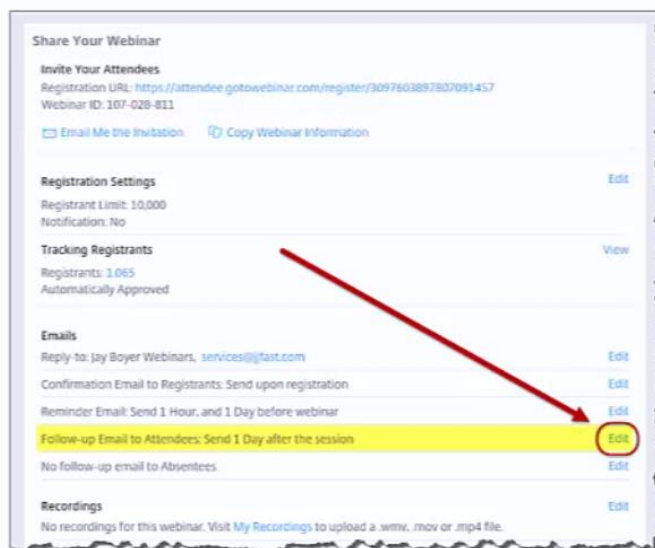 Share Your Webinar
Invite Your Attendees
Registration URL: https://attendee.gotowebinar.com/register/3097603897807091457
Webinar ID: 107-028-811
Email Me the Invitation Copy Webinar Information
Registration Settings Edit
Registrant Limit: 10,000
Notification: No
Tracking Registrants View
Registrants: 1,065
Automatically Approved
Emails
Reply-to: Jay Boyer Webinars, services@jjfast.com Edit
Confirmation Email to Registrants: Send upon registration Edit
Reminder Email: Send 1 Hour, and 1 Day before webinar Edit
Follow-up Email to Attendees: Send 1 Day after the session Edit
No follow-up email to Absentees Edit
Recordings Edit
No recordings for this webinar. Visit My Recordings to upload a .wmv, .mov or .mp4 file.